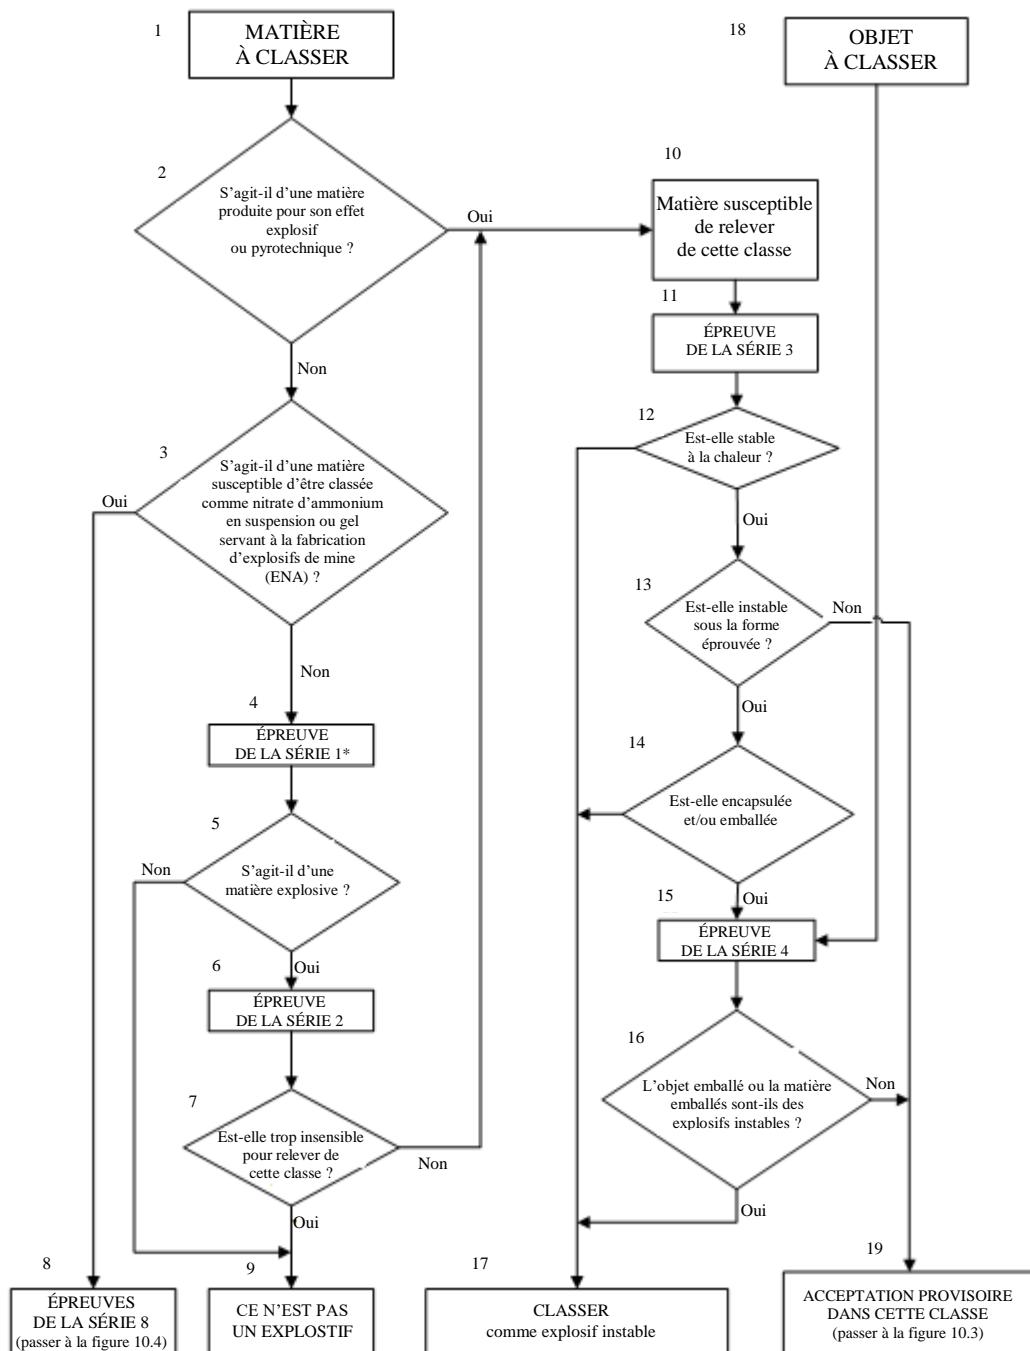 1
MATIÈRE
À CLASSER
2
S'agit-il d'une matière
produite pour son effet
explosif
ou pyrotechnique ?
Oui
Non
3
S'agit-il d'une matière
susceptible d'être classée
comme nitrate d'ammonium
en suspension ou gel
servant à la fabrication
d'explosifs de mine
(ENA) ?
Oui
Non
4
ÉPREUVE
DE LA SÉRIE 1*
5
S'agit-il d'une
matière explosive ?
Non
Oui
6
ÉPREUVE
DE LA SÉRIE 2
7
Est-elle trop insensible
pour relever de
cette classe ?
Non
Oui
8
ÉPREUVES
DE LA SÉRIE 8
(passer à la figure 10.4)
9
CE N'EST PAS
UN EXPLOSTIF
10
Matière susceptible
de relever
de cette classe
11
ÉPREUVE
DE LA SÉRIE 3
12
Est-elle stable
à la chaleur ?
Oui
13
Est-elle instable
sous la forme
éprouvée ?
Non
Oui
14
Est-elle encapsulée
et/ou emballée
Oui
15
ÉPREUVE
DE LA SÉRIE 4
16
L'objet emballé ou la matière
emballés sont-ils des
explosifs instables ?
Non
Oui
17
CLASSER
comme explosif instable
18
OBJET
À CLASSER
19
ACCEPTATION PROVISOIRE
DANS CETTE CLASSE
(passer à la figure 10.3)